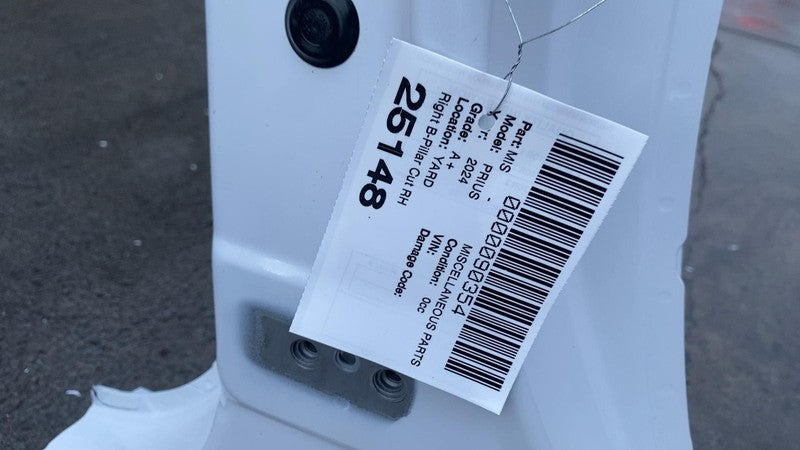 0000090354
Part: MIS - MISCELLANEOUS PARTS
Model: PRIUS Condition: 0cc
r: 2024 VIN:
Grade: A+ Damage Code:
Location: YARD
Right B-Pillar Cut RH
25148